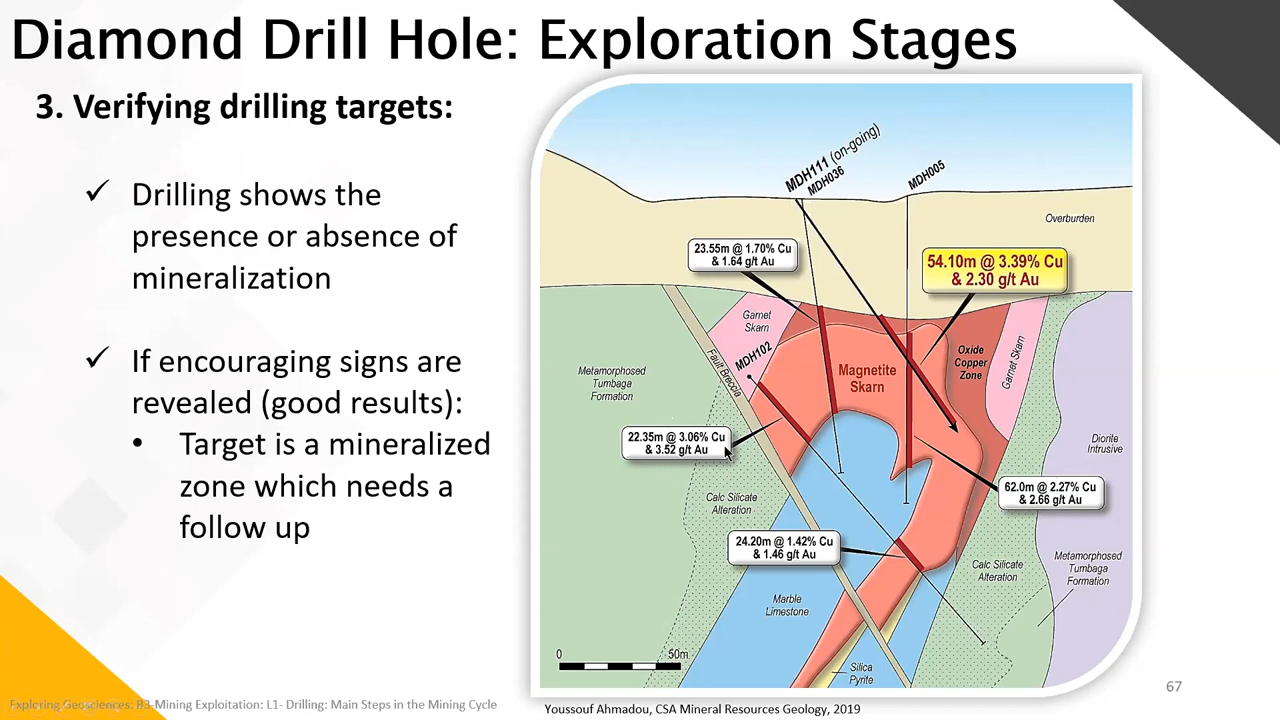 Diamond Drill Hole: Exploration Stages
3. Verifying drilling targets:
✓ Drilling shows the
presence or absence of
mineralization
✓ If encouraging signs are
revealed (good results):
• Target is a mineralized
zone which needs a
follow up
MDH111 (on-going)
MDH036
MDH005
Overburden
23.55m @ 1.70% Cu
& 1.64 g/t Au
54.10m @ 3.39% Cu
& 2.30 g/t Au
Garnet
Skarn
MDH102
Fault Breccia
Metamorphosed
Tumbaga
Formation
Magnetite
Skarn
Oxide
Copper
Zone
Garnet Skarn
22.35m @ 3.06% Cu
& 3.52 g/t Au
Diorite
Intrusive
Calc Silicate
Alteration
62.0m @ 2.27% Cu
& 2.66 g/t Au
24.20m @ 1.42% Cu
& 1.46 g/t Au
Calc Silicate
Alteration
Metamorphosed
Tumbaga
Formation
Marble
Limestone
0 50m
Silica
Pyrite
67
Exploring Geosciences: B3-Mining Exploitation: L1- Drilling: Main Steps in the Mining Cycle
Youssouf Ahmadou, CSA Mineral Resources Geology, 2019